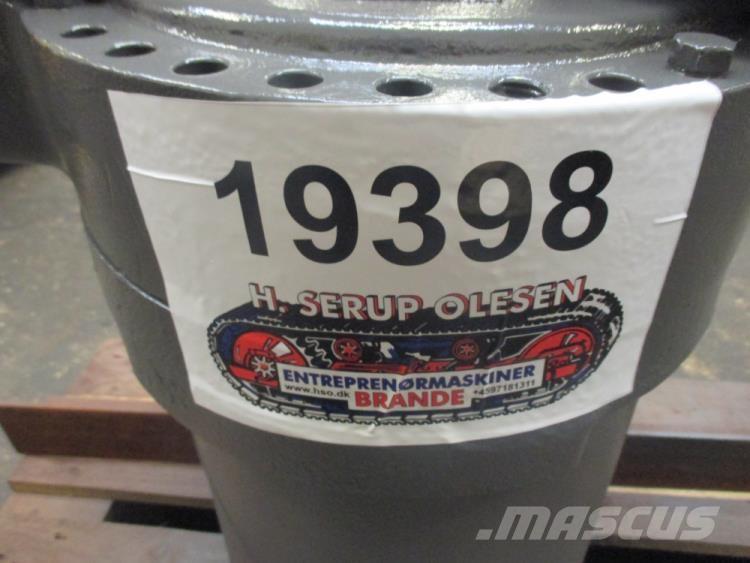 19398
H. SERUP OLESEN
ENTREPRENØRMASKINER
www.hso.dk BRANDE +4597181311
MASCUS